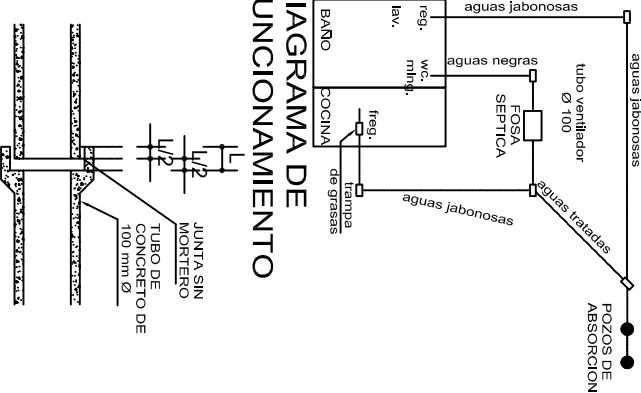 aguas jabonosas
reg.
lav.
BAÑO
aguas negras
wc.
ming.
tubo ventilador
Ø 100
aguas jabonosas
FOSA
SEPTICA
COCINA
freg.
trampa
de grasas
aguas jabonosas
aguas tratadas
POZOS DE
ABSORCION
IAGRAMA DE
UNCIONAMIENTO
L
L/2
L/2
JUNTA SIN
MORTERO
TUBO DE
CONCRETO DE
100 mm Ø